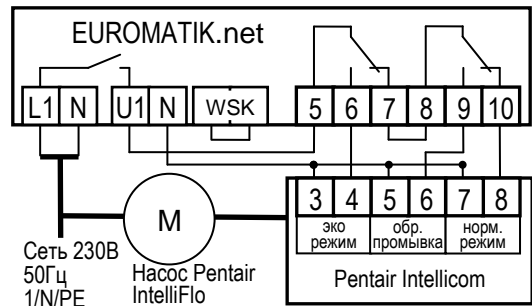 EUROMATIK.net
L1 N U1 N WSK 5 6 7 8 9 10
3 4 5 6 7 8
эко режим
обр. промывка
норм. режим
Pentair Intellicom
M
Сеть 230В
50Гц
1/N/PE
Насос Pentair
IntelliFlo